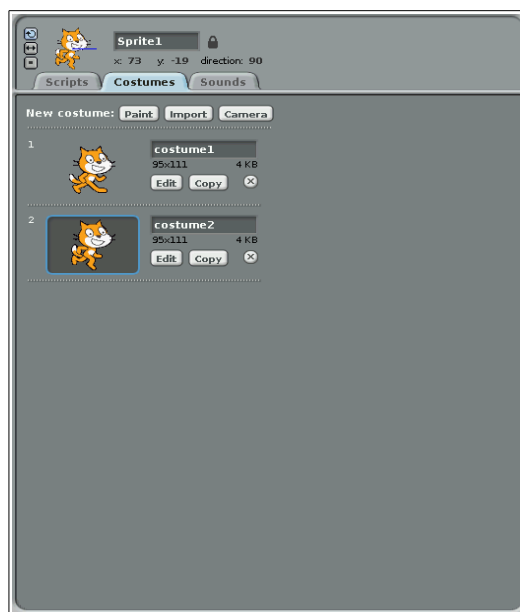 Sprite1
x: 73 y: -19 direction: 90
Scripts Costumes Sounds
New costume: Paint Import Camera
1
costume1
95x111 4 KB
Edit Copy
2
costume2
95x111 4 KB
Edit Copy